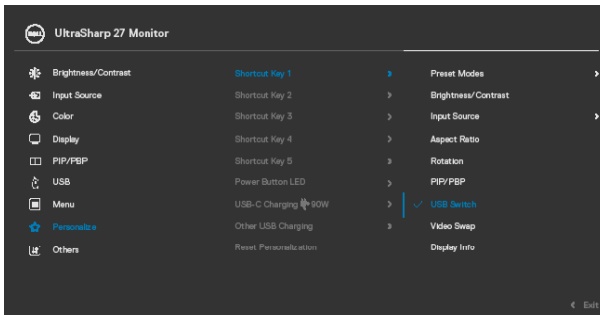 DELL UltraSharp 27 Monitor
Brightness/Contrast Shortcut Key 1 Preset Modes
Input Source Shortcut Key 2 Brightness/Contrast
Color Shortcut Key 3 Input Source
Display Shortcut Key 4 Aspect Ratio
PIP/PBP Shortcut Key 5 Rotation
USB Power Button LED PIP/PBP
Menu USB-C Charging 90W USB Switch
Personalize Other USB Charging Video Swap
Others Reset Personalization Display Info
Exit